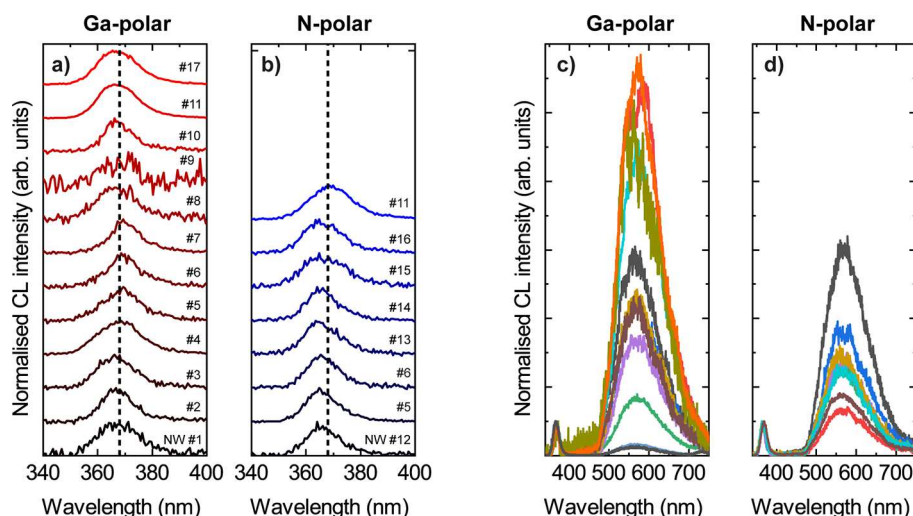 Ga-polar
N-polar
Ga-polar
N-polar
Normalised CL intensity (arb. units)
a)
#17
#11
#10
#9
#8
#7
#6
#5
#4
#3
#2
NW #1
340 360 380 400
Wavelength (nm)
b)
#11
#16
#15
#14
#13
#6
#5
NW #12
340 360 380 400
Wavelength (nm)
Normalised CL intensity (arb. units)
c)
400 500 600 700
Wavelength (nm)
d)
400 500 600 700
Wavelength (nm)